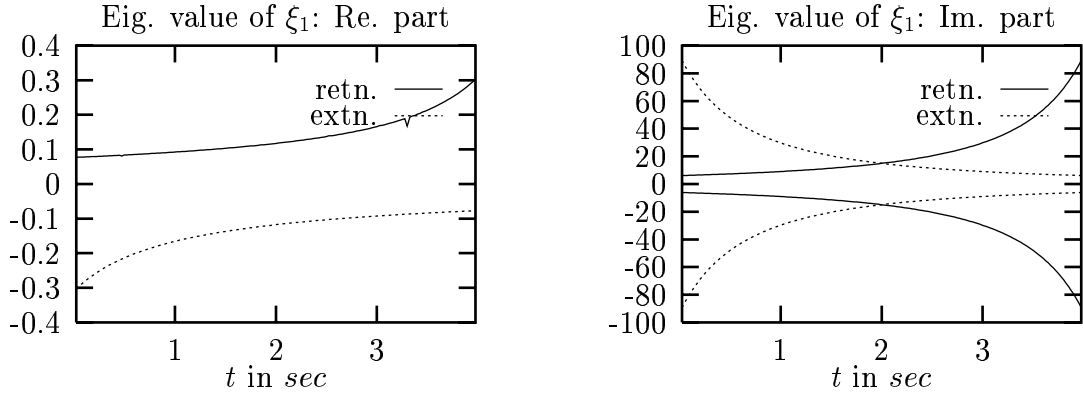 Eig. value of ξ₁: Re. part
0.4
0.3
0.2
0.1
0
-0.1
-0.2
-0.3
-0.4
retn.
extn.
1 2 3
t in sec
Eig. value of ξ₁: Im. part
100
80
60
40
20
0
-20
-40
-60
-80
-100
retn.
extn.
1 2 3
t in sec